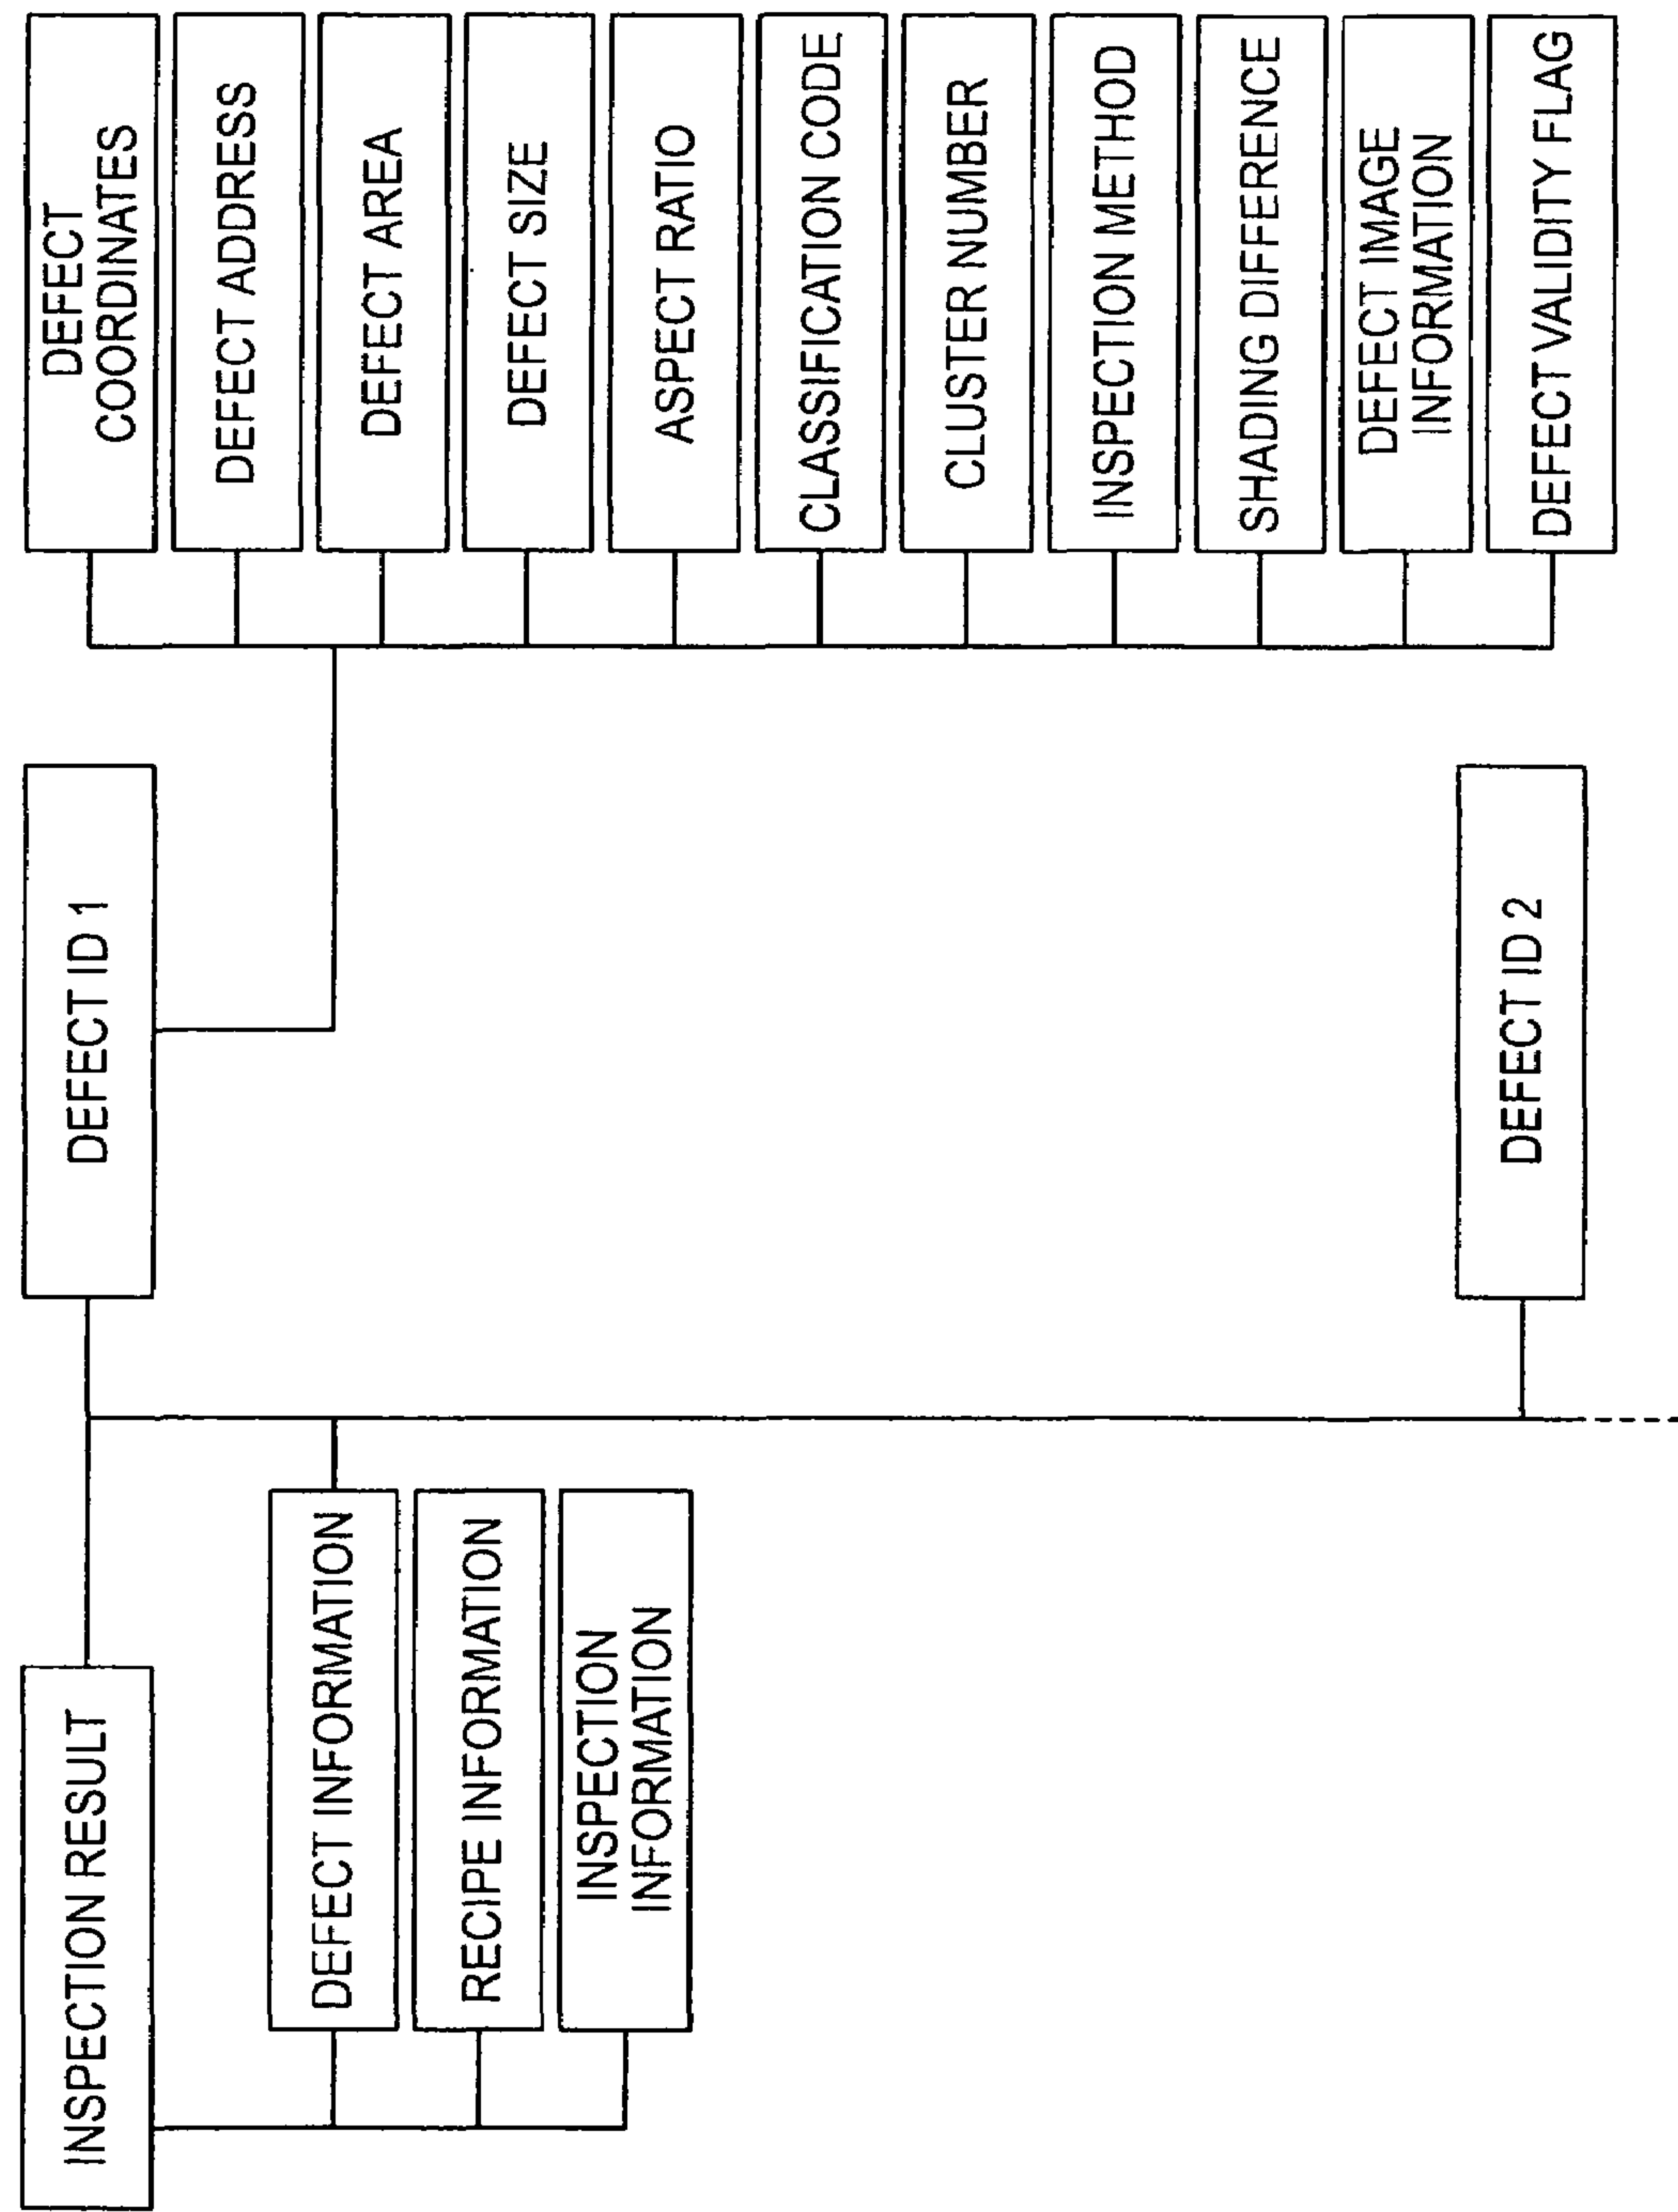 INSPECTION RESULT
DEFECT INFORMATION
RECIPE INFORMATION
INSPECTION
INFORMATION
DEFECT ID 1
DEFECT ID 2
DEFECT
COORDINATES
DEFECT ADDRESS
DEFECT AREA
DEFECT SIZE
ASPECT RATIO
CLASSIFICATION CODE
CLUSTER NUMBER
INSPECTION METHOD
SHADING DIFFERENCE
DEFECT IMAGE
INFORMATION
DEFECT VALIDITY FLAG